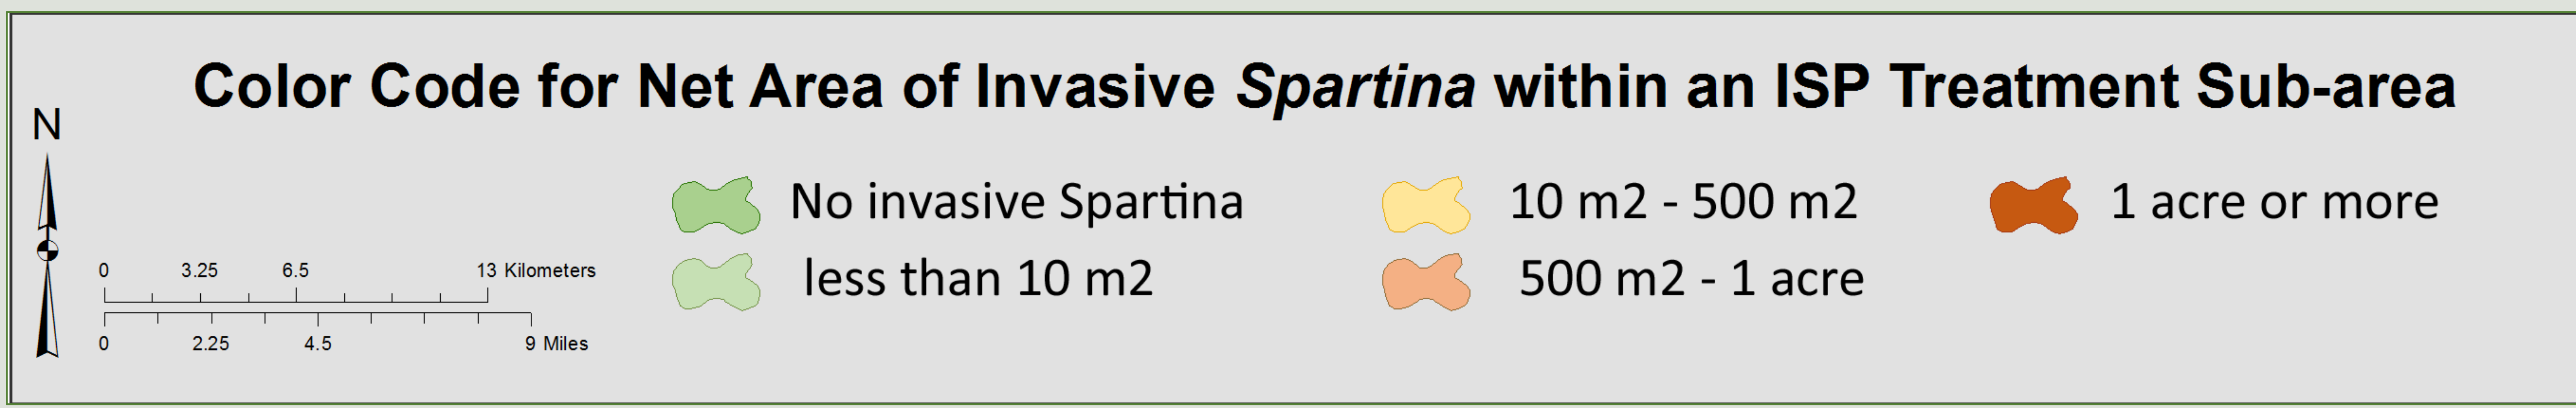 Color Code for Net Area of Invasive Spartina within an ISP Treatment Sub-area
N
No invasive Spartina
10 m2 - 500 m2
1 acre or more
less than 10 m2
500 m2 - 1 acre
0 3.25 6.5 13 Kilometers
0 2.25 4.5 9 Miles